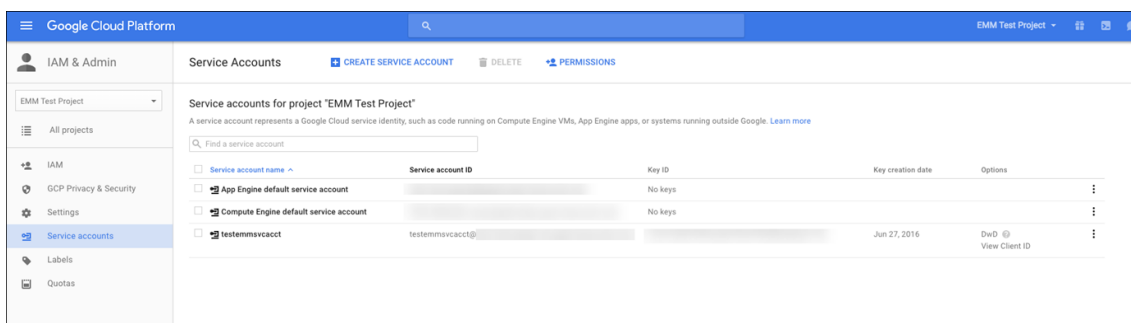 Google Cloud Platform
EMM Test Project
IAM & Admin
Service Accounts
CREATE SERVICE ACCOUNT
DELETE
PERMISSIONS
EMM Test Project
All projects
IAM
GCP Privacy & Security
Settings
Service accounts
Labels
Quotas
Service accounts for project "EMM Test Project"
A service account represents a Google Cloud service identity, such as code running on Compute Engine VMs, App Engine apps, or systems running outside Google. Learn more
Find a service account
Service account name Service account ID Key ID Key creation date Options
App Engine default service account No keys
Compute Engine default service account No keys
testemmsvcacct testemmsvcacct@ Jun 27, 2016 DwD
View Client ID